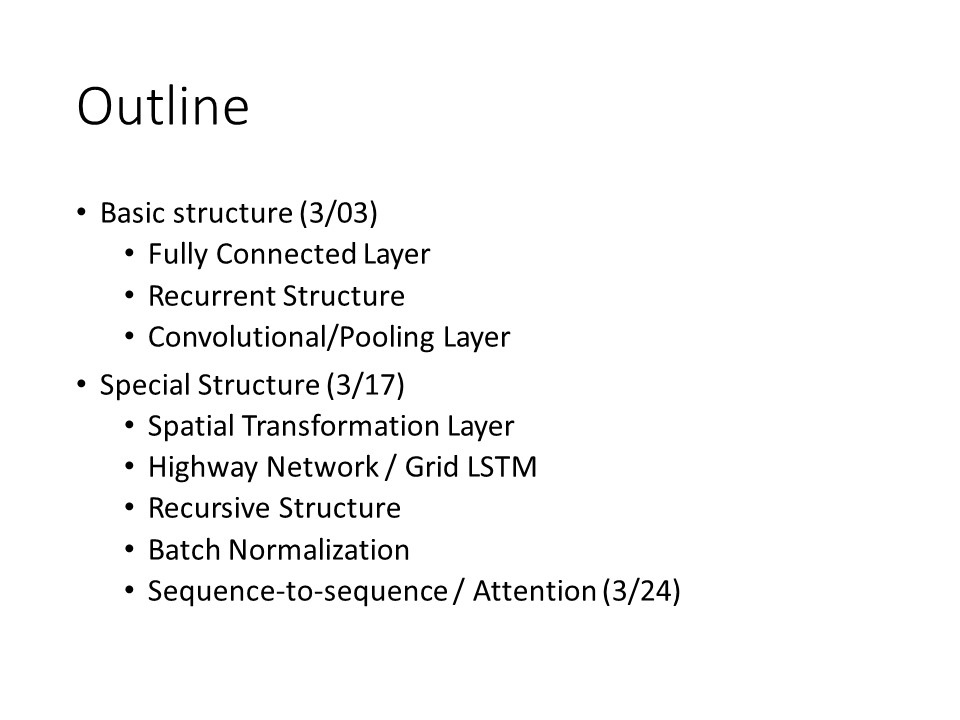 Outline
• Basic structure (3/03)
• Fully Connected Layer
• Recurrent Structure
• Convolutional/Pooling Layer
• Special Structure (3/17)
• Spatial Transformation Layer
• Highway Network / Grid LSTM
• Recursive Structure
• Batch Normalization
• Sequence-to-sequence / Attention (3/24)